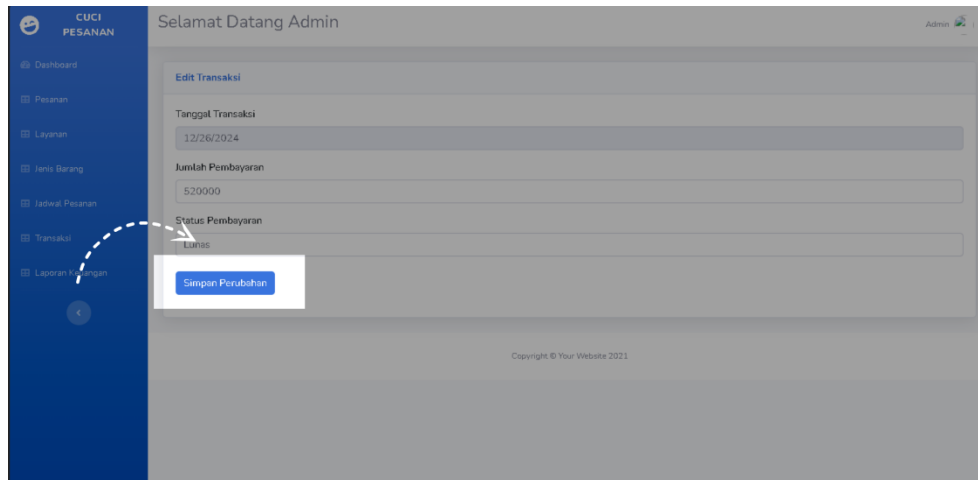 CUCI
PESANAN
Selamat Datang Admin
Admin
Dashboard
Pesanan
Layanan
Jenis Barang
Jadwal Pesanan
Transaksi
Laporan Keuangan
Edit Transaksi
Tanggal Transaksi
12/26/2024
Jumlah Pembayaran
520000
Status Pembayaran
Lunas
Simpan Perubahan
Copyright © Your Website 2021